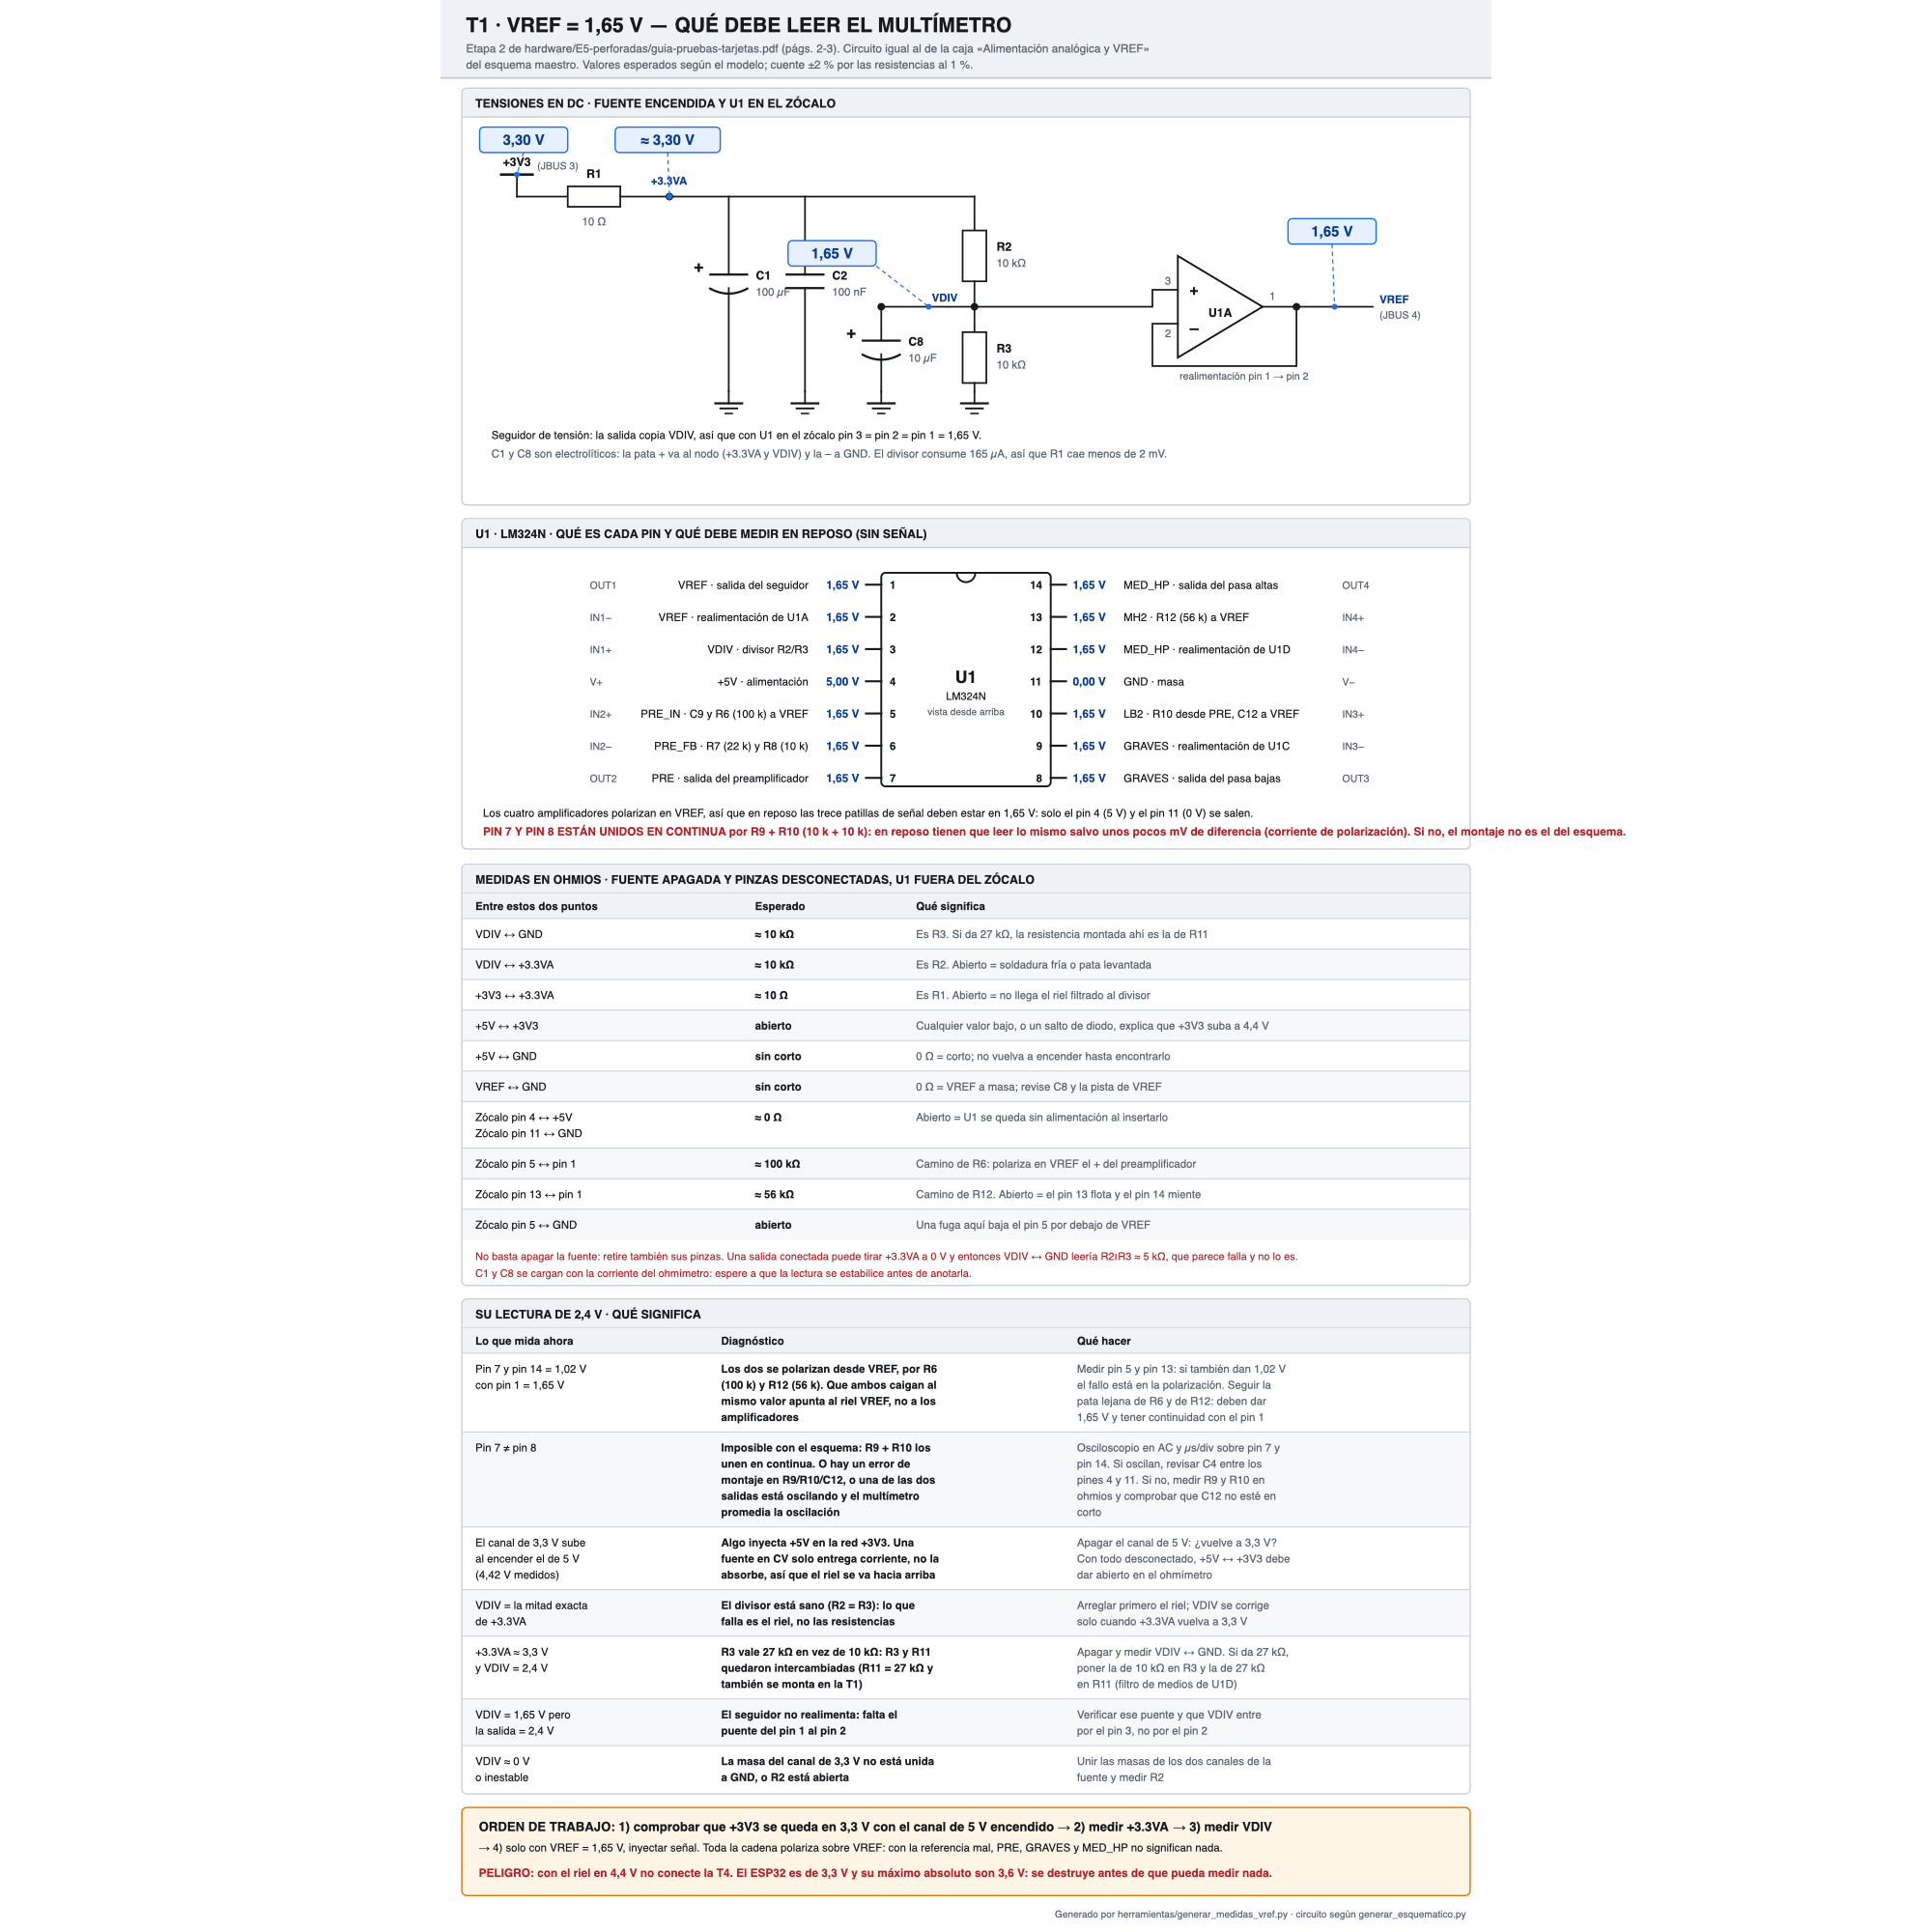 T1 · VREF = 1,65 V — QUÉ DEBE LEER EL MULTÍMETRO
Etapa 2 de hardware/E5-perforadas/guia-pruebas-tarjetas.pdf (págs. 2-3). Circuito igual al de la caja «Alimentación analógica y VREF»
del esquema maestro. Valores esperados según el modelo; cuente ±2 % por las resistencias al 1 %.
TENSIONES EN DC · FUENTE ENCENDIDA Y U1 EN EL ZÓCALO
3,30 V
≈ 3,30 V
+3V3 (JBUS 3)
R1
+3.3VA
10 Ω
1,65 V
1,65 V
R2
10 kΩ
C1
100 µF
C2
100 nF
VDIV
3
2
1
U1A
VREF
(JBUS 4)
C8
10 µF
R3
10 kΩ
realimentación pin 1 → pin 2
Seguidor de tensión: la salida copia VDIV, así que con U1 en el zócalo pin 3 = pin 2 = pin 1 = 1,65 V.
C1 y C8 son electrolíticos: la pata + va al nodo (+3.3VA y VDIV) y la – a GND. El divisor consume 165 µA, así que R1 cae menos de 2 mV.
U1 · LM324N · QUÉ ES CADA PIN Y QUÉ DEBE MEDIR EN REPOSO (SIN SEÑAL)
OUT1 VREF · salida del seguidor 1,65 V 1 14 1,65 V MED_HP · salida del pasa altas OUT4
IN1– VREF · realimentación de U1A 1,65 V 2 13 1,65 V MH2 · R12 (56 k) a VREF IN4+
IN1+ VDIV · divisor R2/R3 1,65 V 3 12 1,65 V MED_HP · realimentación de U1D IN4–
V+ +5V · alimentación 5,00 V 4 11 0,00 V GND · masa V–
IN2+ PRE_IN · C9 y R6 (100 k) a VREF 1,65 V 5 10 1,65 V LB2 · R10 desde PRE, C12 a VREF IN3+
IN2– PRE_FB · R7 (22 k) y R8 (10 k) 1,65 V 6 9 1,65 V GRAVES · realimentación de U1C IN3–
OUT2 PRE · salida del preamplificador 1,65 V 7 8 1,65 V GRAVES · salida del pasa bajas OUT3
U1
LM324N
vista desde arriba
Los cuatro amplificadores polarizan en VREF, así que en reposo las trece patillas de señal deben estar en 1,65 V: solo el pin 4 (5 V) y el pin 11 (0 V) se salen.
PIN 7 Y PIN 8 ESTÁN UNIDOS EN CONTINUA por R9 + R10 (10 k + 10 k): en reposo tienen que leer lo mismo salvo unos pocos mV de diferencia (corriente de polarización). Si no, el montaje no es el del esquema.
MEDIDAS EN OHMIOS · FUENTE APAGADA Y PINZAS DESCONECTADAS, U1 FUERA DEL ZÓCALO
Entre estos dos puntos Esperado Qué significa
VDIV ↔ GND ≈ 10 kΩ Es R3. Si da 27 kΩ, la resistencia montada ahí es la de R11
VDIV ↔ +3.3VA ≈ 10 kΩ Es R2. Abierto = soldadura fría o pata levantada
+3V3 ↔ +3.3VA ≈ 10 Ω Es R1. Abierto = no llega el riel filtrado al divisor
+5V ↔ +3V3 abierto Cualquier valor bajo, o un salto de diodo, explica que +3V3 suba a 4,4 V
+5V ↔ GND sin corto 0 Ω = corto; no vuelva a encender hasta encontrarlo
VREF ↔ GND sin corto 0 Ω = VREF a masa; revise C8 y la pista de VREF
Zócalo pin 4 ↔ +5V ≈ 0 Ω Abierto = U1 se queda sin alimentación al insertarlo
Zócalo pin 11 ↔ GND
Zócalo pin 5 ↔ pin 1 ≈ 100 kΩ Camino de R6: polariza en VREF el + del preamplificador
Zócalo pin 13 ↔ pin 1 ≈ 56 kΩ Camino de R12. Abierto = el pin 13 flota y el pin 14 miente
Zócalo pin 5 ↔ GND abierto Una fuga aquí baja el pin 5 por debajo de VREF
No basta apagar la fuente: retire también sus pinzas. Una salida conectada puede tirar +3.3VA a 0 V y entonces VDIV ↔ GND leería R2ıR3 ≈ 5 kΩ, que parece falla y no lo es.
C1 y C8 se cargan con la corriente del ohmímetro: espere a que la lectura se estabilice antes de anotarla.
SU LECTURA DE 2,4 V · QUÉ SIGNIFICA
Lo que mida ahora Diagnóstico Qué hacer
Pin 7 y pin 14 = 1,02 V Los dos se polarizan desde VREF, por R6 Medir pin 5 y pin 13: si también dan 1,02 V
con pin 1 = 1,65 V (100 k) y R12 (56 k). Que ambos caigan al el fallo está en la polarización. Seguir la
mismo valor apunta al riel VREF, no a los pata lejana de R6 y de R12: deben dar
amplificadores 1,65 V y tener continuidad con el pin 1
Pin 7 ≠ pin 8 Imposible con el esquema: R9 + R10 los Osciloscopio en AC y µs/div sobre pin 7 y
unen en continua. O hay un error de pin 14. Si oscilan, revisar C4 entre los
montaje en R9/R10/C12, o una de las dos pines 4 y 11. Si no, medir R9 y R10 en
salidas está oscilando y el multímetro ohmios y comprobar que C12 no esté en
promedia la oscilación corto
El canal de 3,3 V sube Algo inyecta +5V en la red +3V3. Una Apagar el canal de 5 V: ¿vuelve a 3,3 V?
al encender el de 5 V fuente en CV solo entrega corriente, no la Con todo desconectado, +5V ↔ +3V3 debe
(4,42 V medidos) absorbe, así que el riel se va hacia arriba dar abierto en el ohmímetro
VDIV = la mitad exacta El divisor está sano (R2 = R3): lo que Arreglar primero el riel; VDIV se corrige
de +3.3VA falla es el riel, no las resistencias solo cuando +3.3VA vuelva a 3,3 V
+3.3VA ≈ 3,3 V R3 vale 27 kΩ en vez de 10 kΩ: R3 y R11 Apagar y medir VDIV ↔ GND. Si da 27 kΩ,
y VDIV = 2,4 V quedaron intercambiadas (R11 = 27 kΩ y poner la de 10 kΩ en R3 y la de 27 kΩ
también se monta en la T1) en R11 (filtro de medios de U1D)
VDIV = 1,65 V pero El seguidor no realimenta: falta el Verificar ese puente y que VDIV entre
la salida = 2,4 V puente del pin 1 al pin 2 por el pin 3, no por el pin 2
VDIV ≈ 0 V La masa del canal de 3,3 V no está unida Unir las masas de los dos canales de la
o inestable a GND, o R2 está abierta fuente y medir R2
ORDEN DE TRABAJO: 1) comprobar que +3V3 se queda en 3,3 V con el canal de 5 V encendido → 2) medir +3.3VA → 3) medir VDIV
→ 4) solo con VREF = 1,65 V, inyectar señal. Toda la cadena polariza sobre VREF: con la referencia mal, PRE, GRAVES y MED_HP no significan nada.
PELIGRO: con el riel en 4,4 V no conecte la T4. El ESP32 es de 3,3 V y su máximo absoluto son 3,6 V: se destruye antes de que pueda medir nada.
Generado por herramientas/generar_medidas_vref.py · circuito según generar_esquematico.py